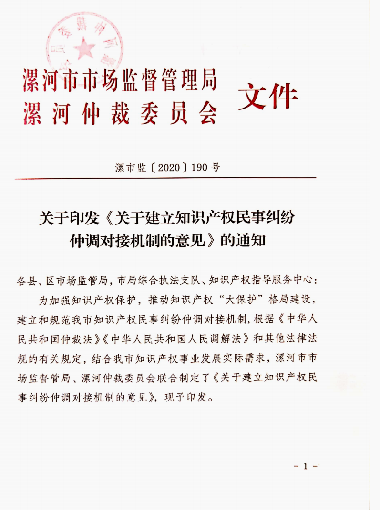 漯河市市场监督管理局
漯河仲裁委员会 文件
漯市监〔2020〕190号
关于印发《关于建立知识产权民事纠纷
仲调对接机制的意见》的通知
各县、区市场监管局，市局综合执法支队、知识产权指导服务中心：
为加强知识产权保护，推动知识产权“大保护”格局建设，
建立和规范我市知识产权民事纠纷仲调对接机制，根据《中华人
民共和国仲裁法》《中华人民共和国人民调解法》和其他法律法
规的有关规定，结合我市知识产权事业发展实际需求，漯河市市
场监督管理局、漯河仲裁委员会联合制定了《关于建立知识产权民
事纠纷仲调对接机制的意见》，现予印发。
- 1 -